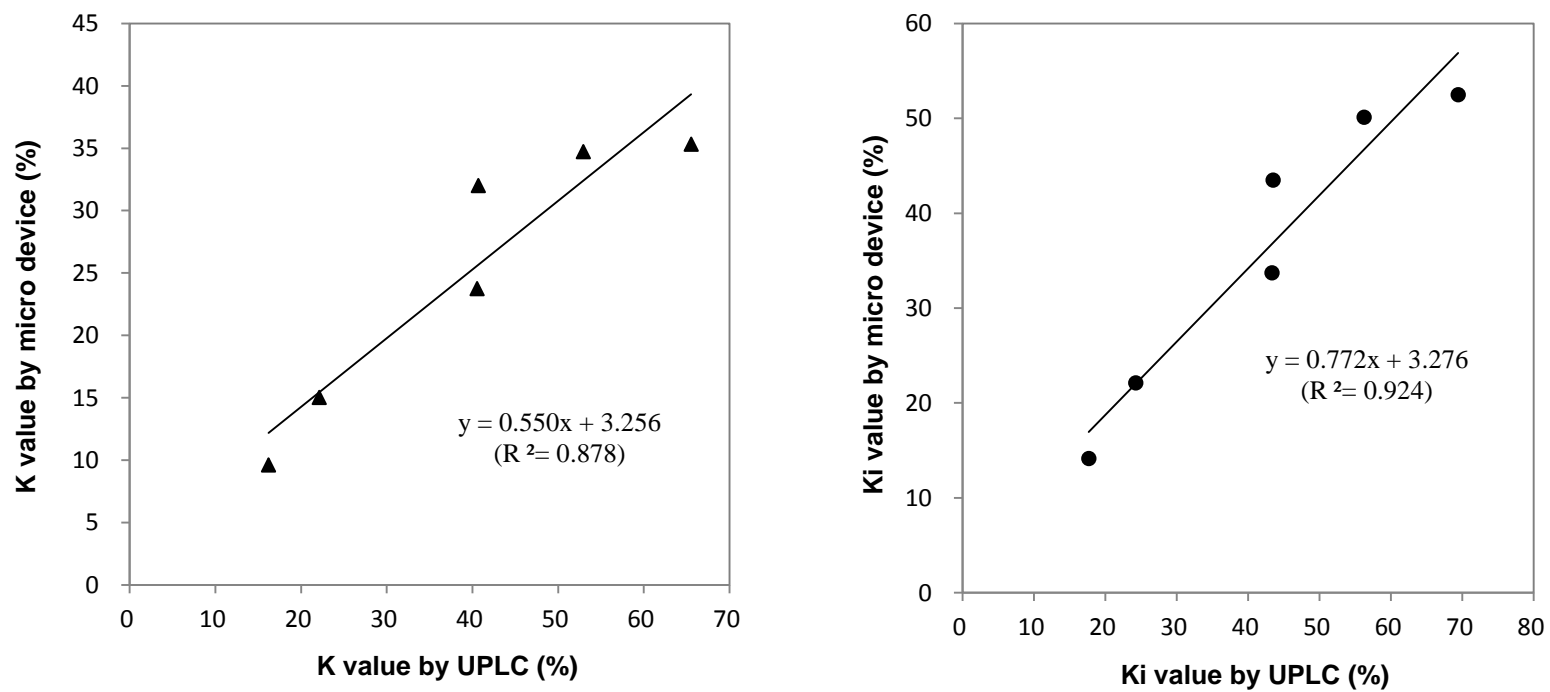 K value by micro device (%)
45
40
35
30
25
20
15
10
5
0
y = 0.550x + 3.256
(R ²= 0.878)
0 10 20 30 40 50 60 70
K value by UPLC (%)
Ki value by micro device (%)
60
50
40
30
20
10
0
y = 0.772x + 3.276
(R ²= 0.924)
0 10 20 30 40 50 60 70 80
Ki value by UPLC (%)